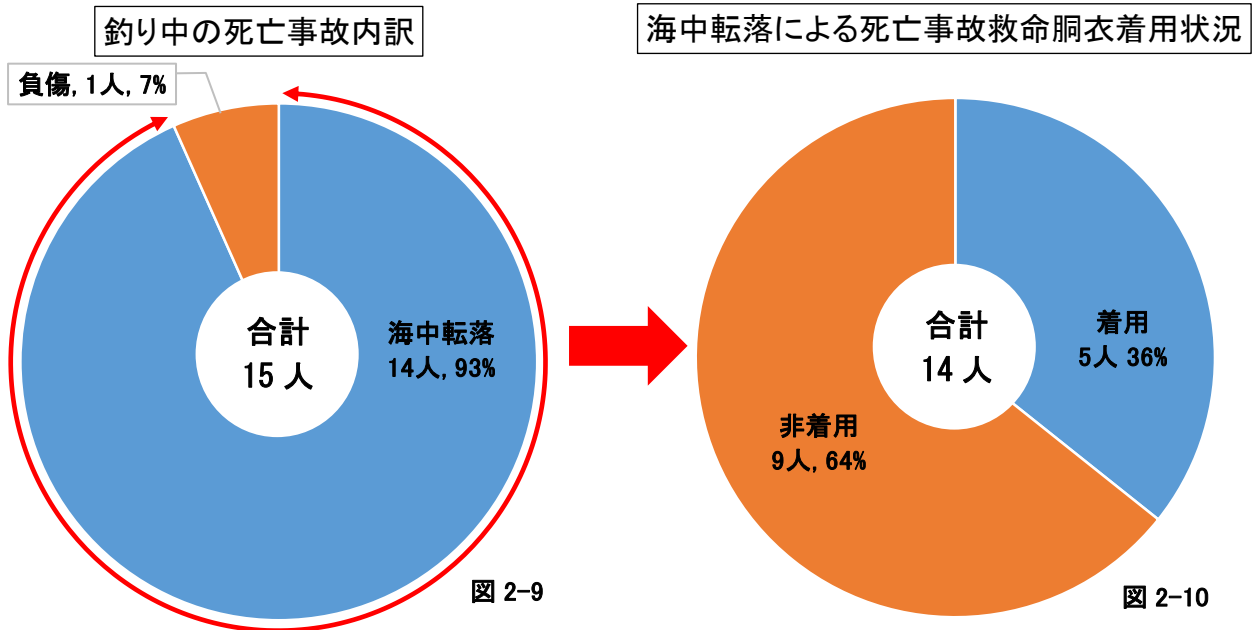 釣り中の死亡事故内訳
負傷, 1人, 7%
合計
15 人
海中転落
14人, 93%
図 2-9
海中転落による死亡事故救命胴衣着用状況
合計
14 人
着用
5人 36%
非着用
9人, 64%
図 2-10